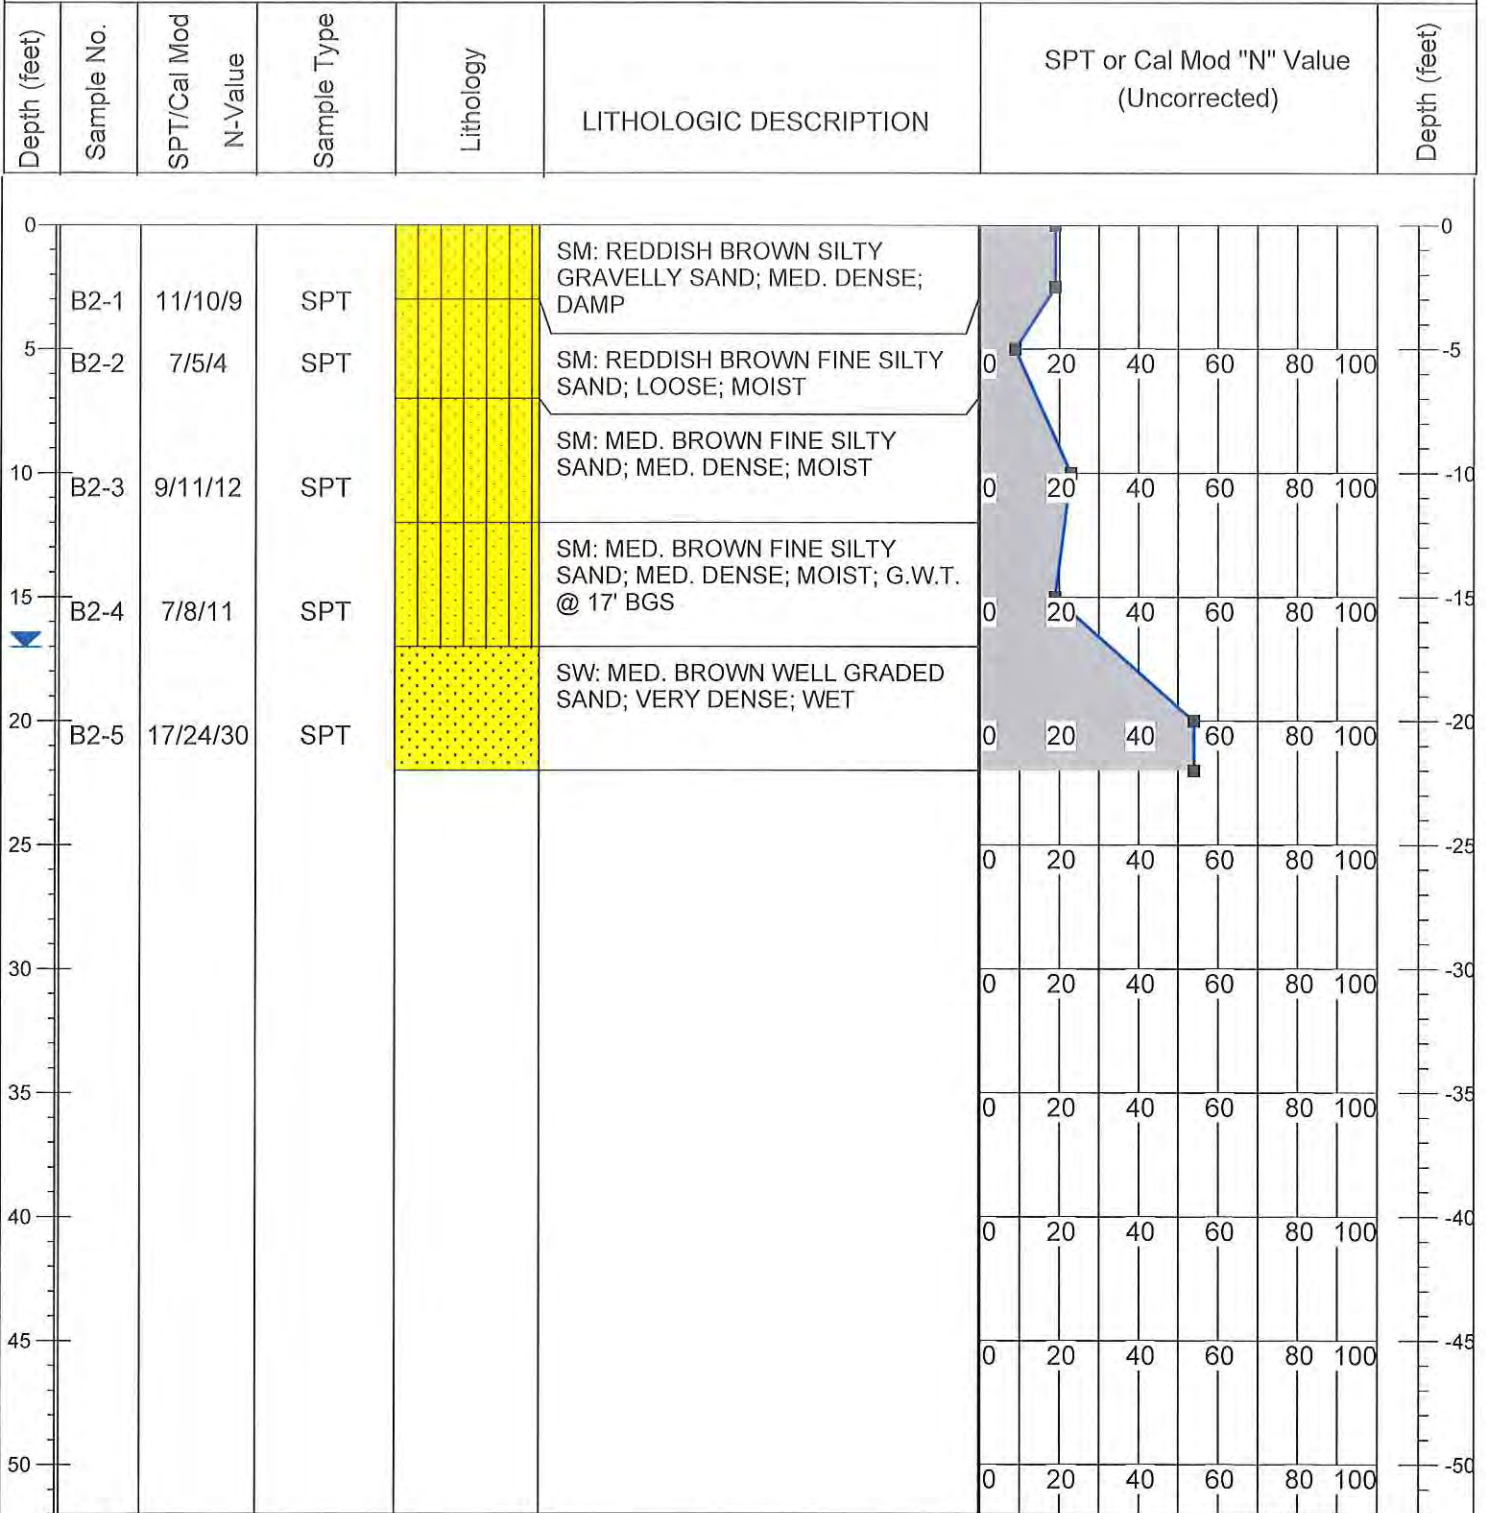 Depth (feet)
Sample No.
SPT/Cal Mod
N-Value
Sample Type
Lithology
LITHOLOGIC DESCRIPTION
SPT or Cal Mod "N" Value
(Uncorrected)
Depth (feet)
0
SM: REDDISH BROWN SILTY
GRAVELLY SAND; MED. DENSE;
DAMP
-0
B2-1 11/10/9 SPT
5
-5
B2-2 7/5/4 SPT
SM: REDDISH BROWN FINE SILTY
SAND; LOOSE; MOIST
0 20 40 60 80 100
SM: MED. BROWN FINE SILTY
SAND; MED. DENSE; MOIST
10
-10
B2-3 9/11/12 SPT
0 20 40 60 80 100
SM: MED. BROWN FINE SILTY
SAND; MED. DENSE; MOIST; G.W.T.
@ 17' BGS
15
-15
B2-4 7/8/11 SPT
0 20 40 60 80 100
SW: MED. BROWN WELL GRADED
SAND; VERY DENSE; WET
20
-20
B2-5 17/24/30 SPT
0 20 40 60 80 100
25
-25
0 20 40 60 80 100
30
-30
0 20 40 60 80 100
35
-35
0 20 40 60 80 100
40
-40
0 20 40 60 80 100
45
-45
0 20 40 60 80 100
50
-50
0 20 40 60 80 100